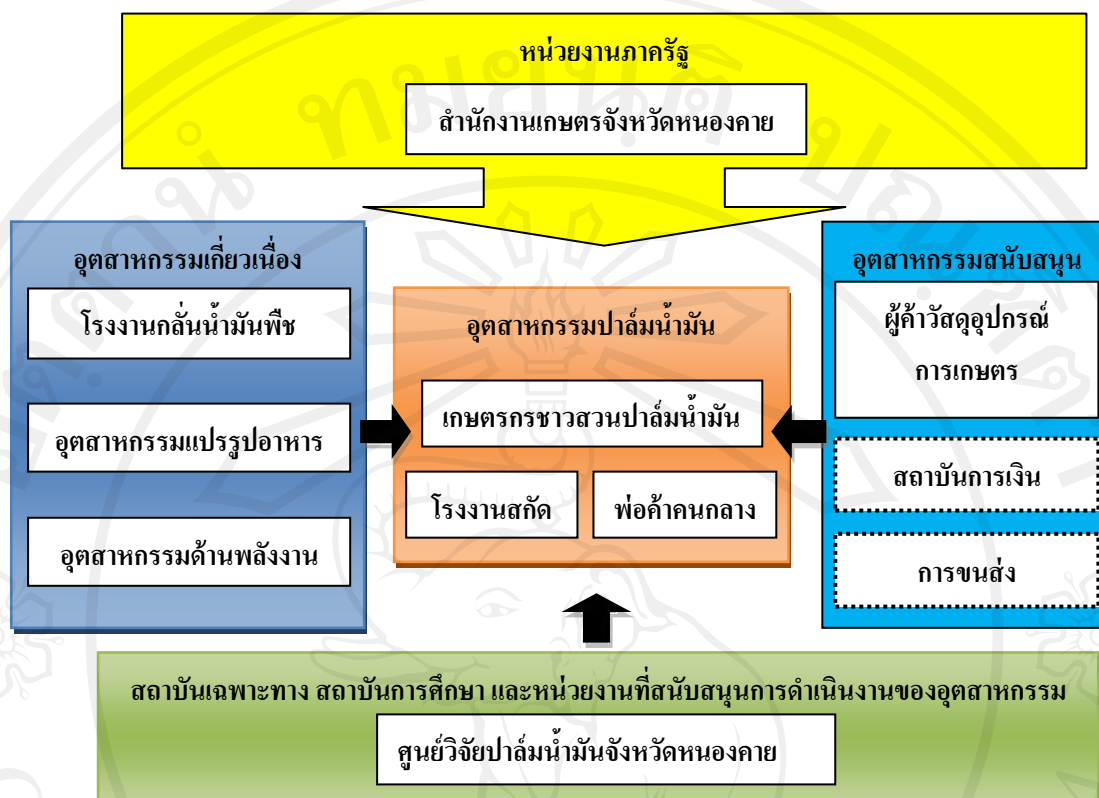 หน่วยงานภาครัฐ
สำนักงานเกษตรจังหวัดหนองคาย
อุตสาหกรรมเกี่ยวเนื่อง
โรงงานกลั่นน้ำมันพืช
อุตสาหกรรมแปรรูปอาหาร
อุตสาหกรรมด้านพลังงาน
อุตสาหกรรมปาล์มน้ำมัน
เกษตรกรชาวสวนปาล์มน้ำมัน
โรงงานสกัด
พ่อค้าคนกลาง
อุตสาหกรรมสนับสนุน
ผู้ค้าวัสดุอุปกรณ์
การเกษตร
สถาบันการเงิน
การขนส่ง
สถาบันเฉพาะทาง สถาบันการศึกษา และหน่วยงานที่สนับสนุนการดำเนินงานของอุตสาหกรรม
ศูนย์วิจัยปาล์มน้ำมันจังหวัดหนองคาย